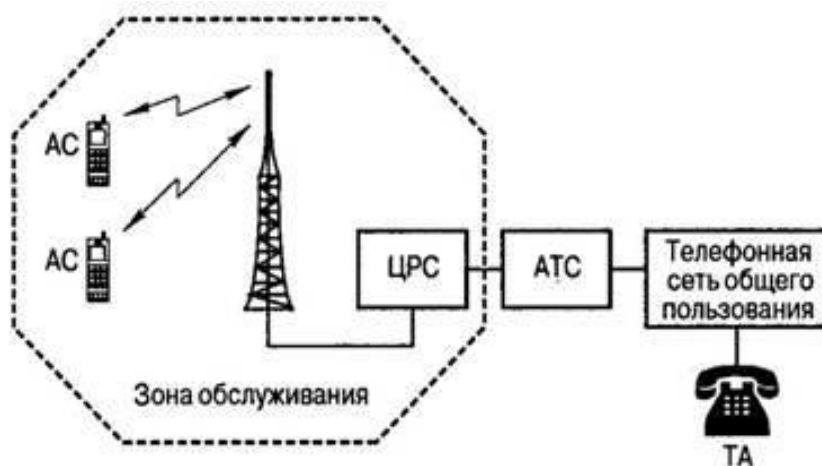 АС
АС
ЦРС
АТС
Телефонная
сеть общего
пользования
Зона обслуживания
ТА